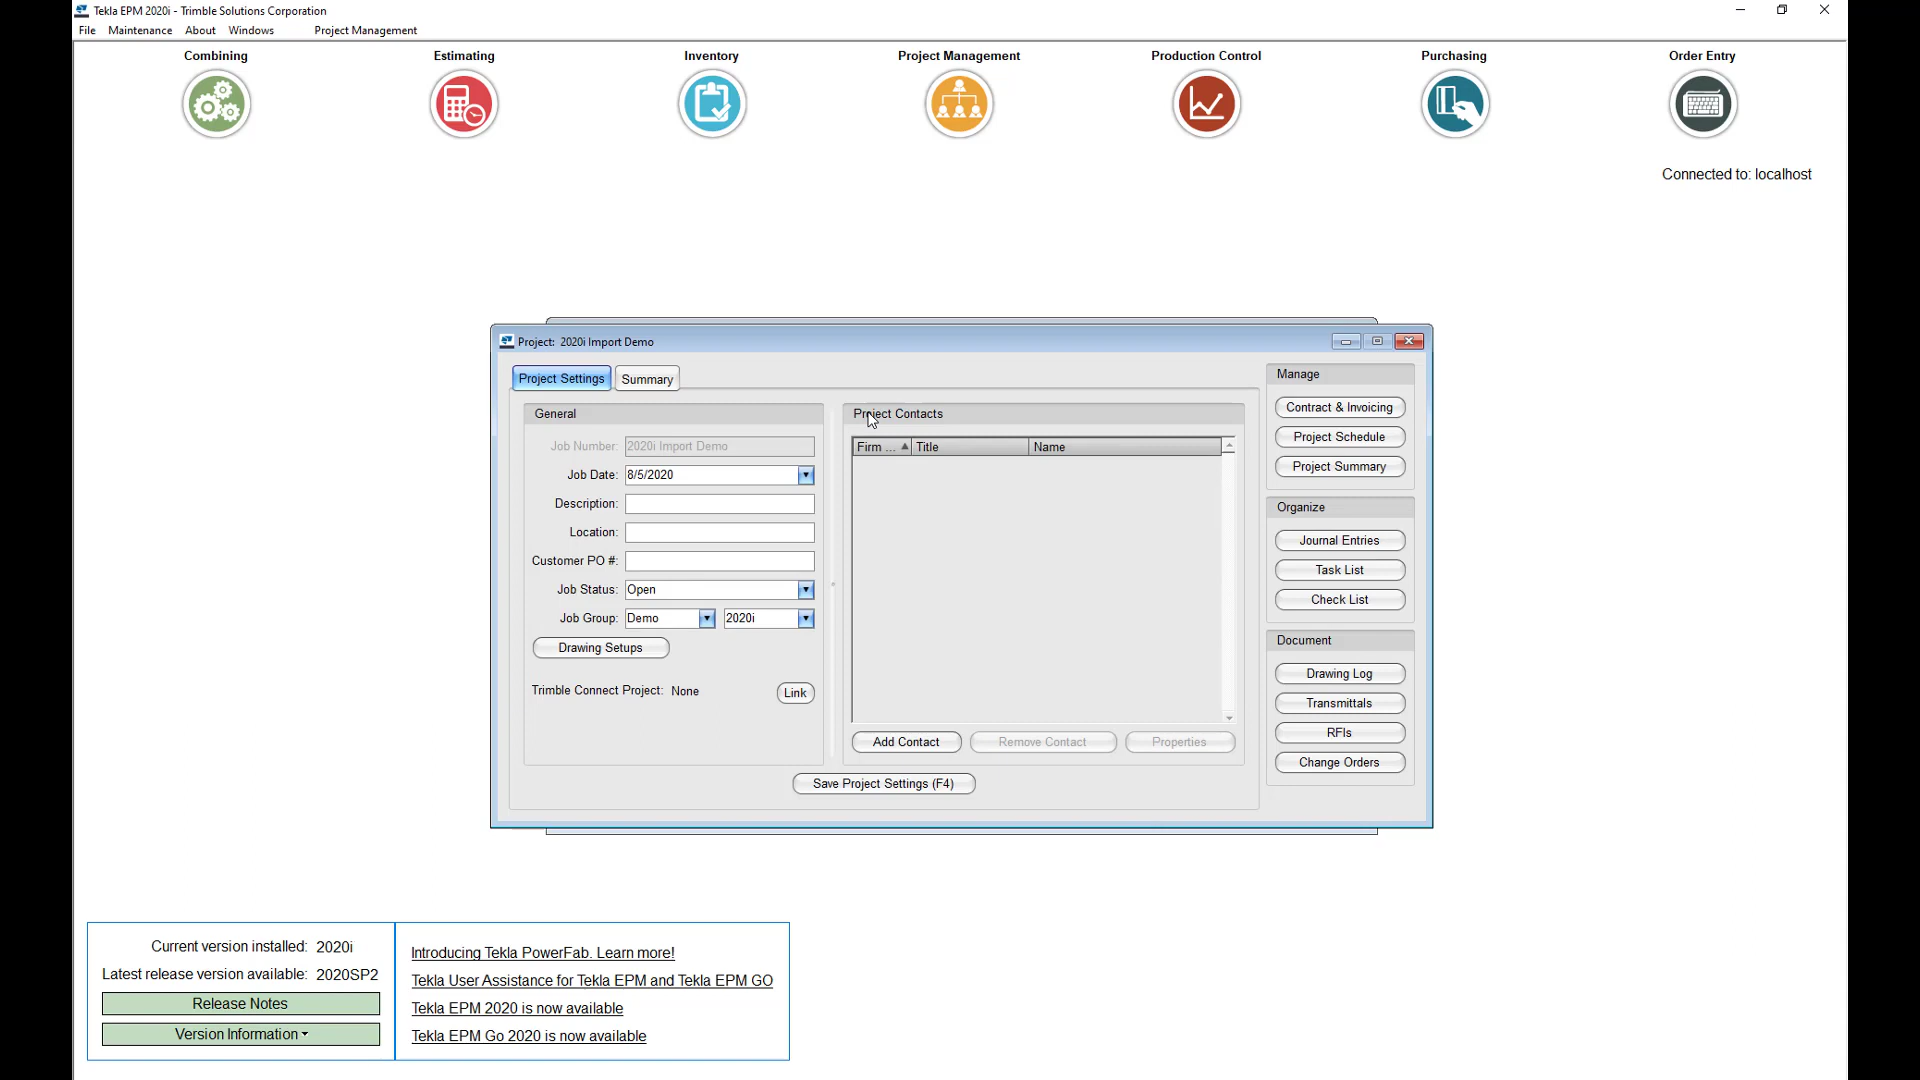 Tekla EPM 2020i - Trimble Solutions Corporation
File Maintenance About Windows Project Management
Combining Estimating Inventory Project Management Production Control Purchasing Order Entry
Connected to: localhost
Project: 2020i Import Demo
Project Settings Summary
General
Job Number: 2020i Import Demo
Job Date: 8/5/2020
Description:
Location:
Customer PO #:
Job Status: Open
Job Group: Demo 2020i
Drawing Setups
Trimble Connect Project: None Link
Project Contacts
Firm ... Title Name
Add Contact Remove Contact Properties
Save Project Settings (F4)
Manage
Contract & Invoicing
Project Schedule
Project Summary
Organize
Journal Entries
Task List
Check List
Document
Drawing Log
Transmittals
RFIs
Change Orders
Current version installed: 2020i
Latest release version available: 2020SP2
Release Notes
Version Information
Introducing Tekla PowerFab. Learn more!
Tekla User Assistance for Tekla EPM and Tekla EPM GO
Tekla EPM 2020 is now available
Tekla EPM Go 2020 is now available